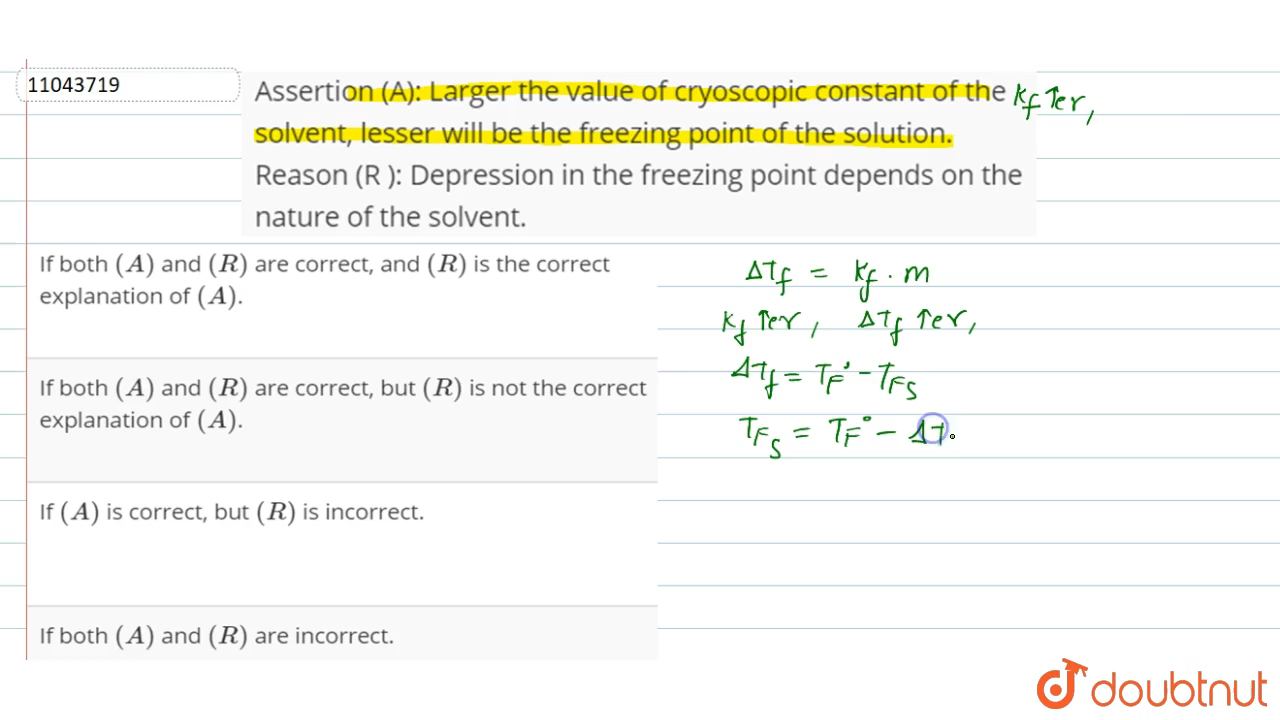 11043719
Assertion (A): Larger the value of cryoscopic constant of the
solvent, lesser will be the freezing point of the solution.
Kf ↑er,
Reason (R ): Depression in the freezing point depends on the
nature of the solvent.
If both (A) and (R) are correct, and (R) is the correct
explanation of (A).
If both (A) and (R) are correct, but (R) is not the correct
explanation of (A).
If (A) is correct, but (R) is incorrect.
If both (A) and (R) are incorrect.
ΔTf = Kf · m
Kf ↑er, ΔTf ↑er,
ΔTf = TF° - TFS
TFS = TF° - ΔT
doubtnut